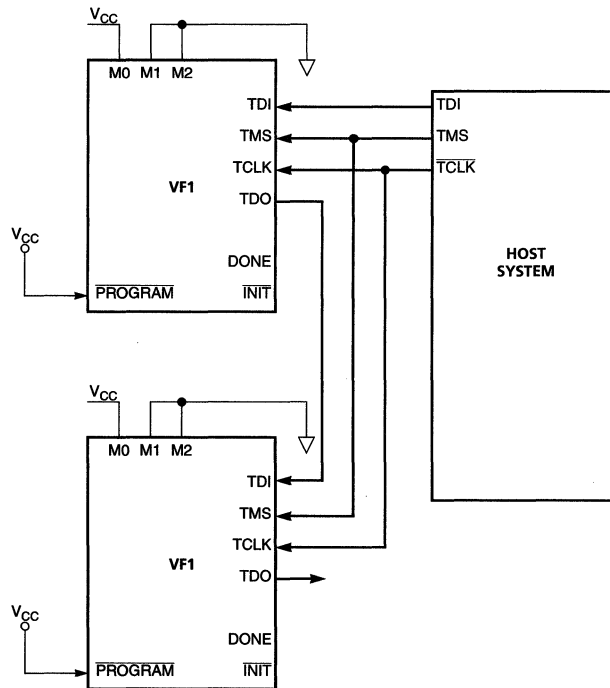 VCC
M0 M1 M2
TDI
TMS
TCLK
TDO
VF1
VCC
DONE
PROGRAM
INIT
TDI
TMS
TCLK
HOST
SYSTEM
VCC
M0 M1 M2
TDI
TMS
TCLK
TDO
VF1
VCC
DONE
PROGRAM
INIT